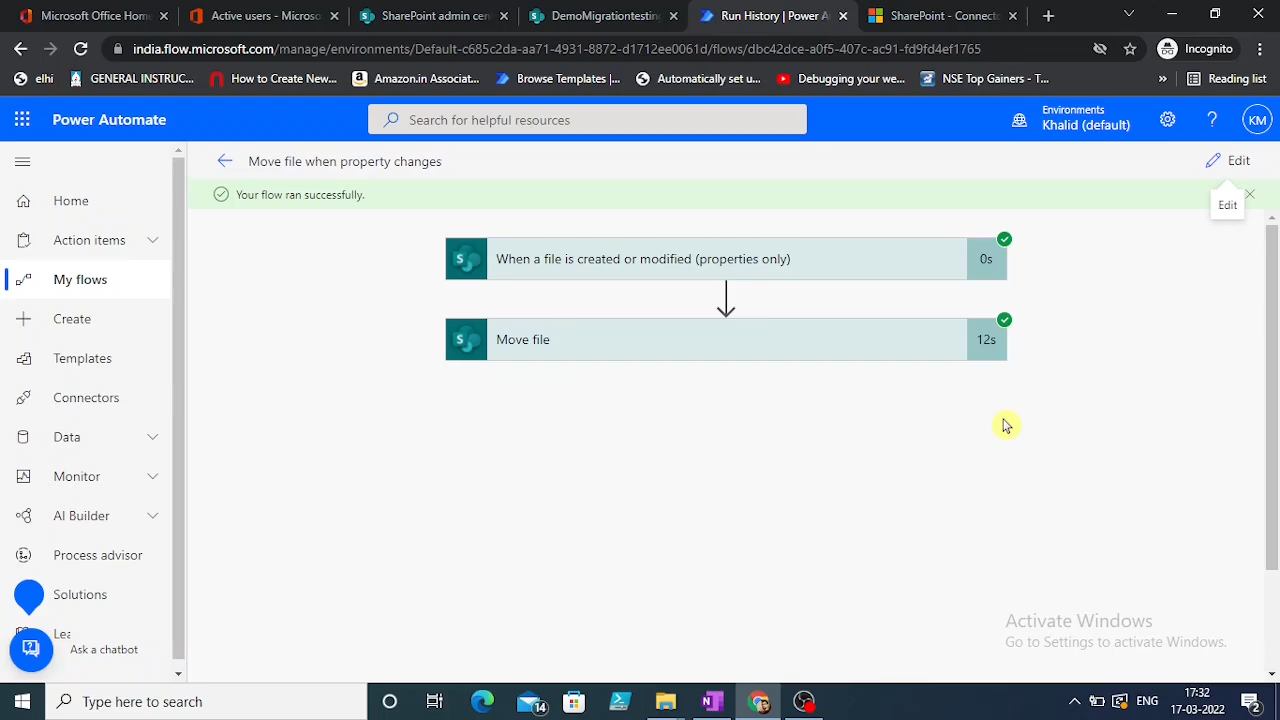 Microsoft Office Home
Active users - Microso
SharePoint admin cen
DemoMigrationtesting
Run History | Power A
SharePoint - Connecto
india.flow.microsoft.com/manage/environments/Default-c685c2da-aa71-4931-8872-d1712ee0061d/flows/dbc42dce-a0f5-407c-ac91-fd9fd4ef1765
Incognito
elhi
GENERAL INSTRUC...
How to Create New...
Amazon.in Associat...
Browse Templates |...
Automatically set u...
Debugging your we...
NSE Top Gainers - T...
»
Reading list
Power Automate
Search for helpful resources
Environments
Khalid (default)
?
KM
Move file when property changes
Edit
Your flow ran successfully.
Edit
Home
Action items
My flows
Create
Templates
Connectors
Data
Monitor
AI Builder
Process advisor
Solutions
Lea
Ask a chatbot
S
When a file is created or modified (properties only)
0s
S
Move file
12s
Activate Windows
Go to Settings to activate Windows.
Type here to search
14
N
ENG
17:32
17-03-2022
2